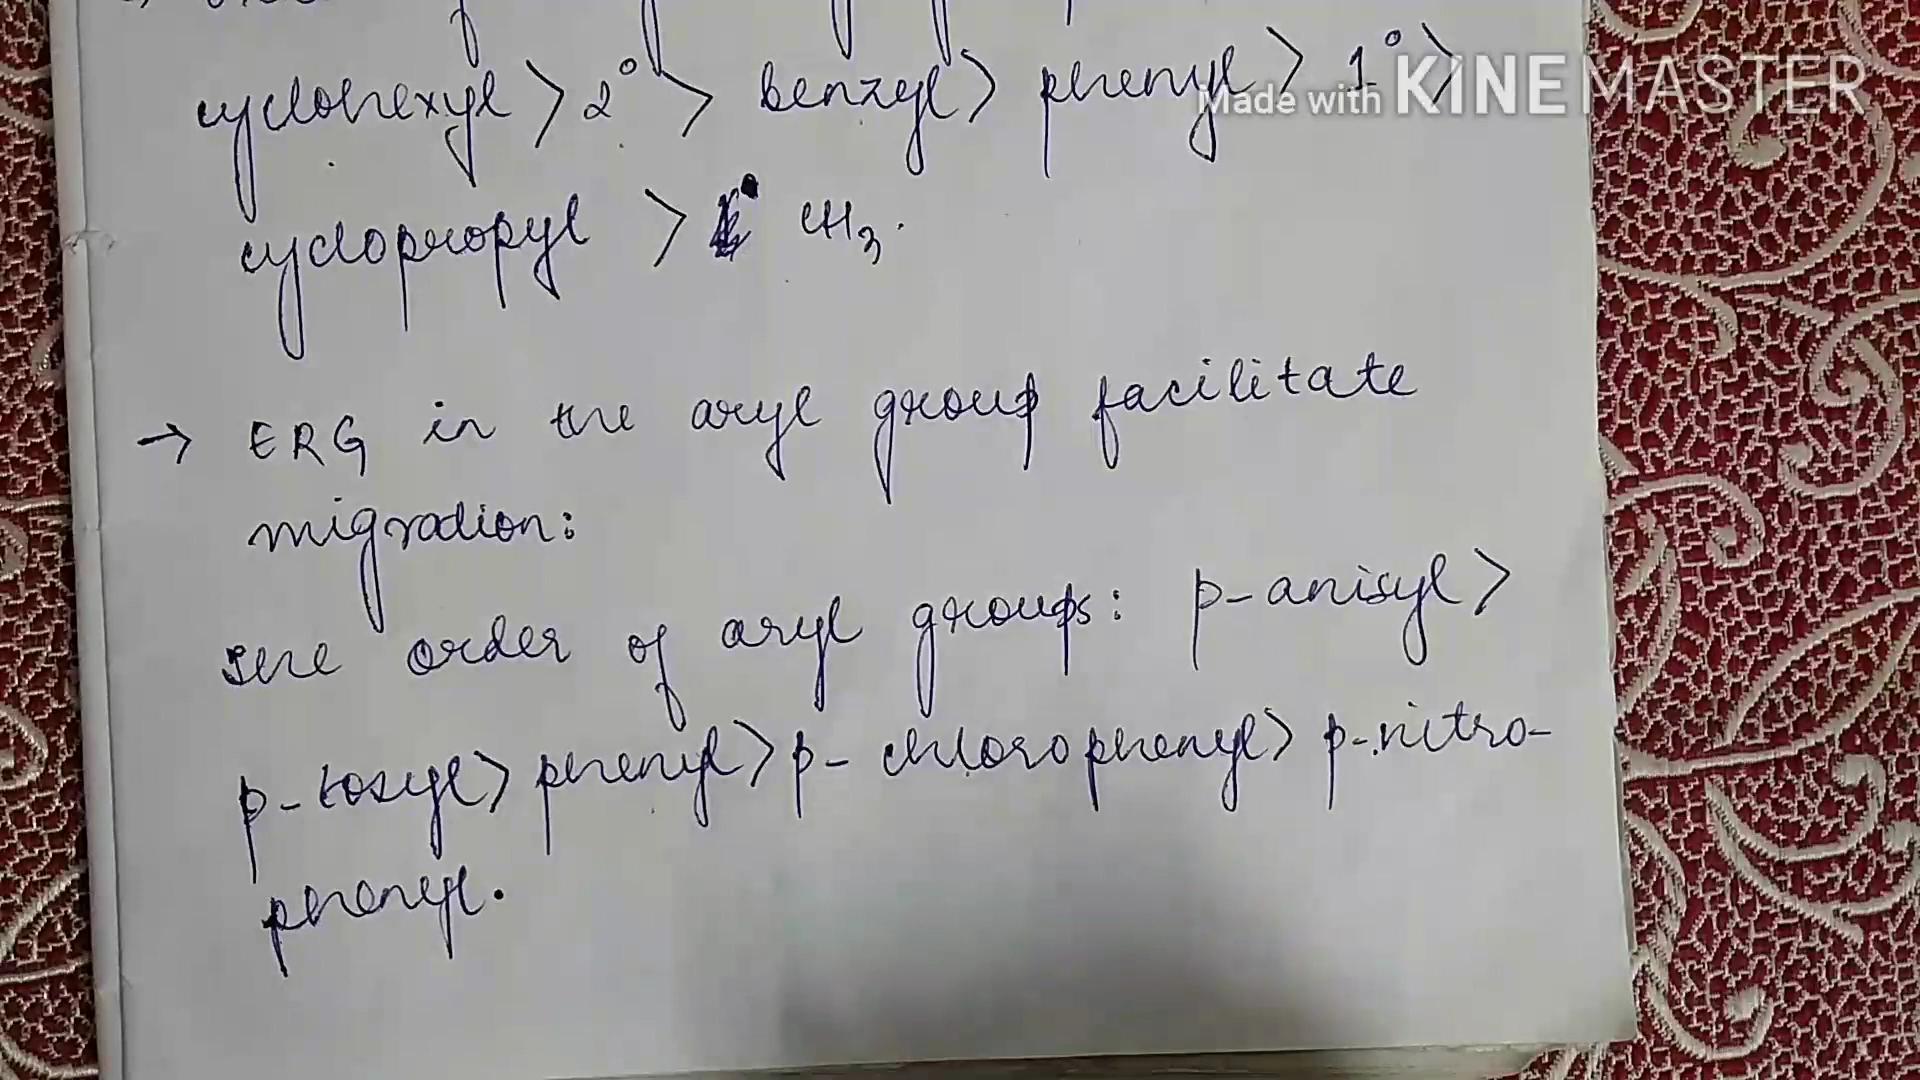 cyclohexyl > 2° > benzyl > phenyl > 1° >
Made with KINEMASTER
cyclopropyl > CH3.
→ ERG in the aryl group facilitate
migration:
The order of aryl groups: p-anisyl >
p-tosyl > phenyl > p-chlorophenyl > p-nitro-
phenyl.